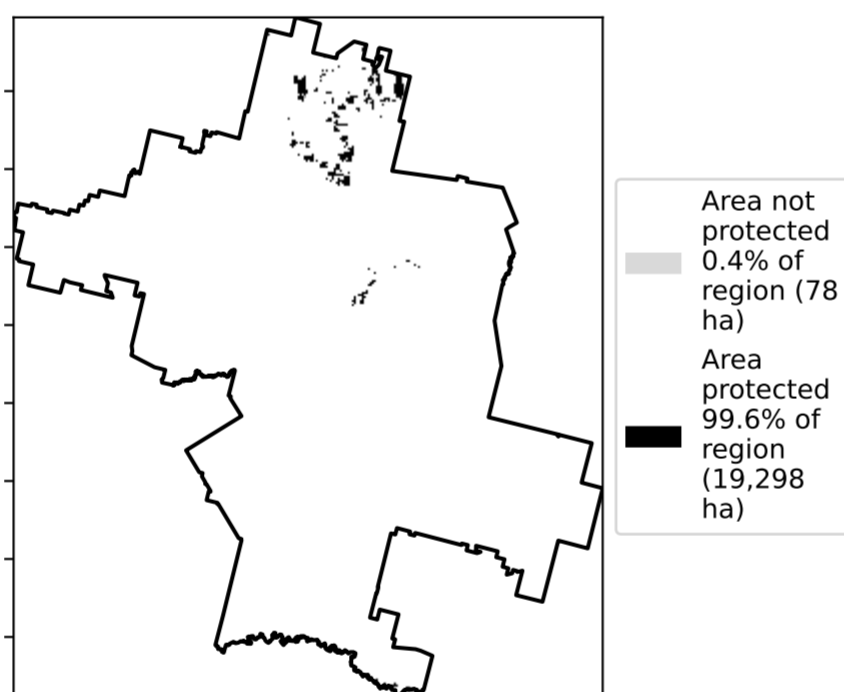 Area not
protected
0.4% of
region (78
ha)
Area
protected
99.6% of
region
(19,298
ha)